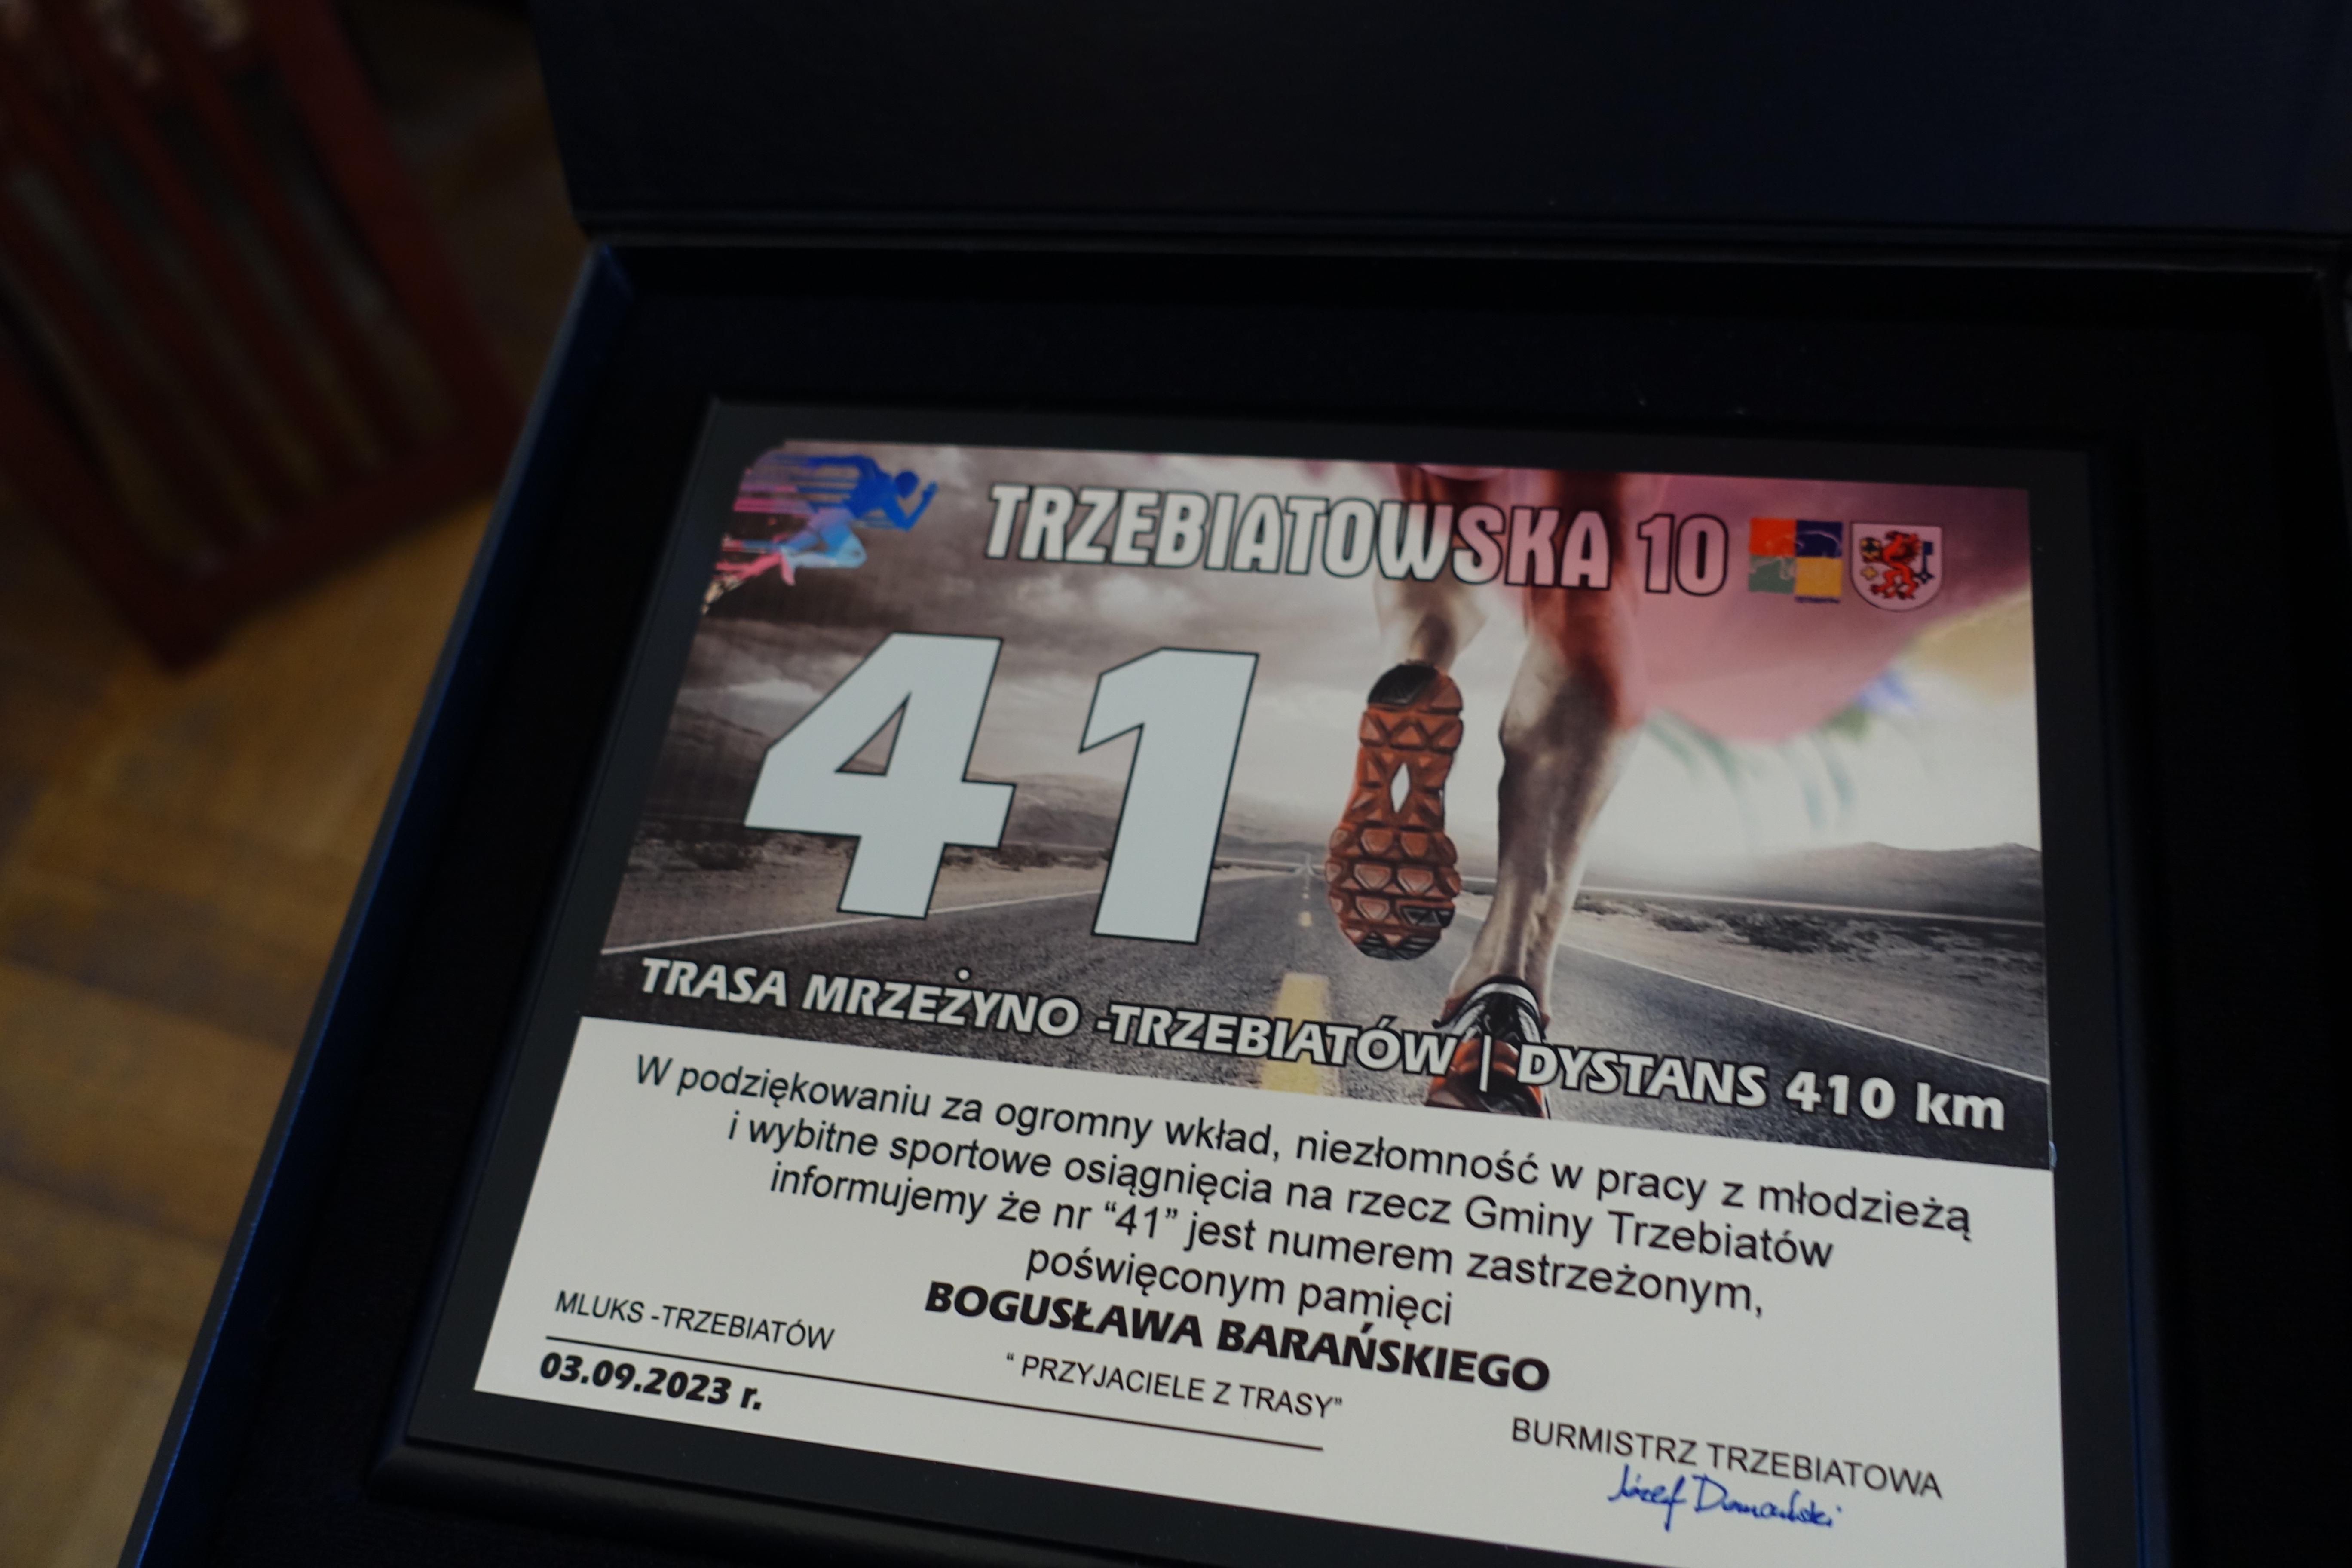 TRZEBIATOWSKA 10
41
TRASA MRZEŻYNO -TRZEBIATÓW | DYSTANS 410 km
W podziękowaniu za ogromny wkład, niezłomność w pracy z młodzieżą
i wybitne sportowe osiągnięcia na rzecz Gminy Trzebiatów
informujemy że nr “41” jest numerem zastrzeżonym,
poświęconym pamięci
BOGUSŁAWA BARAŃSKIEGO
MLUKS -TRZEBIATÓW
“ PRZYJACIELE Z TRASY”
03.09.2023 r.
BURMISTRZ TRZEBIATOWA
Józef Domański